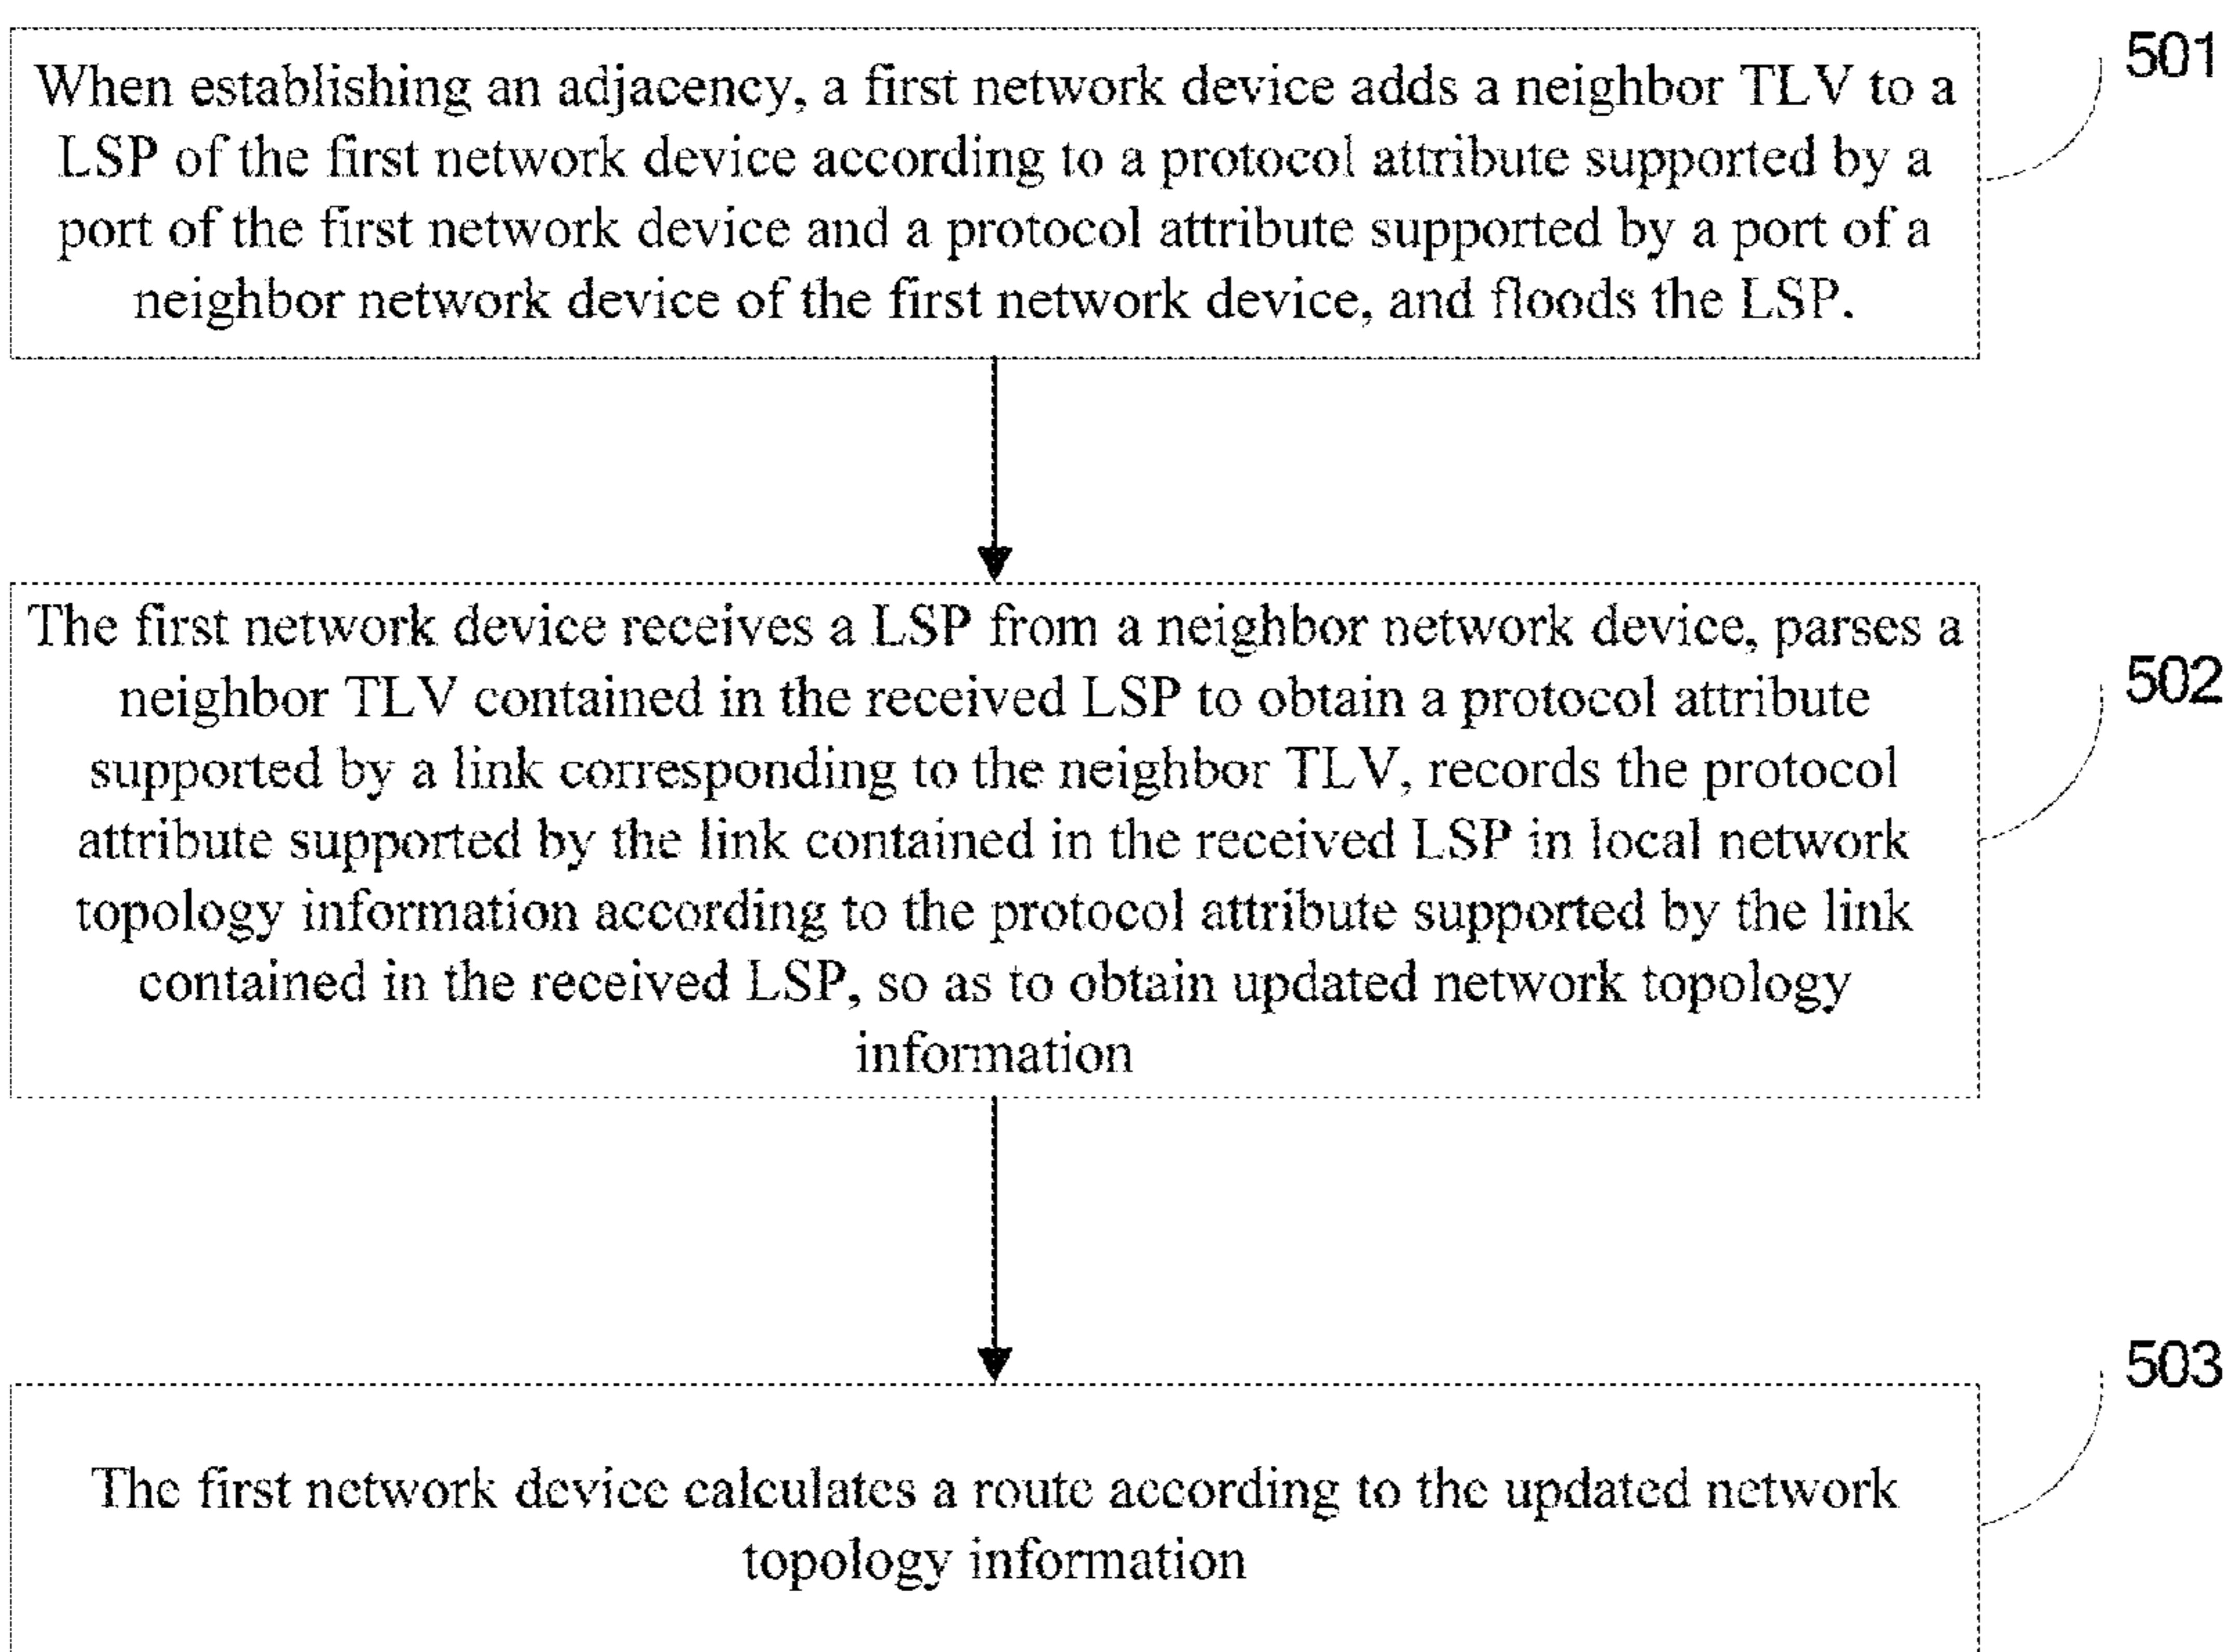 When establishing an adjacency, a first network device adds a neighbor TLV to a
LSP of the first network device according to a protocol attribute supported by a
port of the first network device and a protocol attribute supported by a port of a
neighbor network device of the first network device, and floods the LSP.
501
The first network device receives a LSP from a neighbor network device, parses a
neighbor TLV contained in the received LSP to obtain a protocol attribute
supported by a link corresponding to the neighbor TLV, records the protocol
attribute supported by the link contained in the received LSP in local network
topology information according to the protocol attribute supported by the link
contained in the received LSP, so as to obtain updated network topology
information
502
The first network device calculates a route according to the updated network
topology information
503